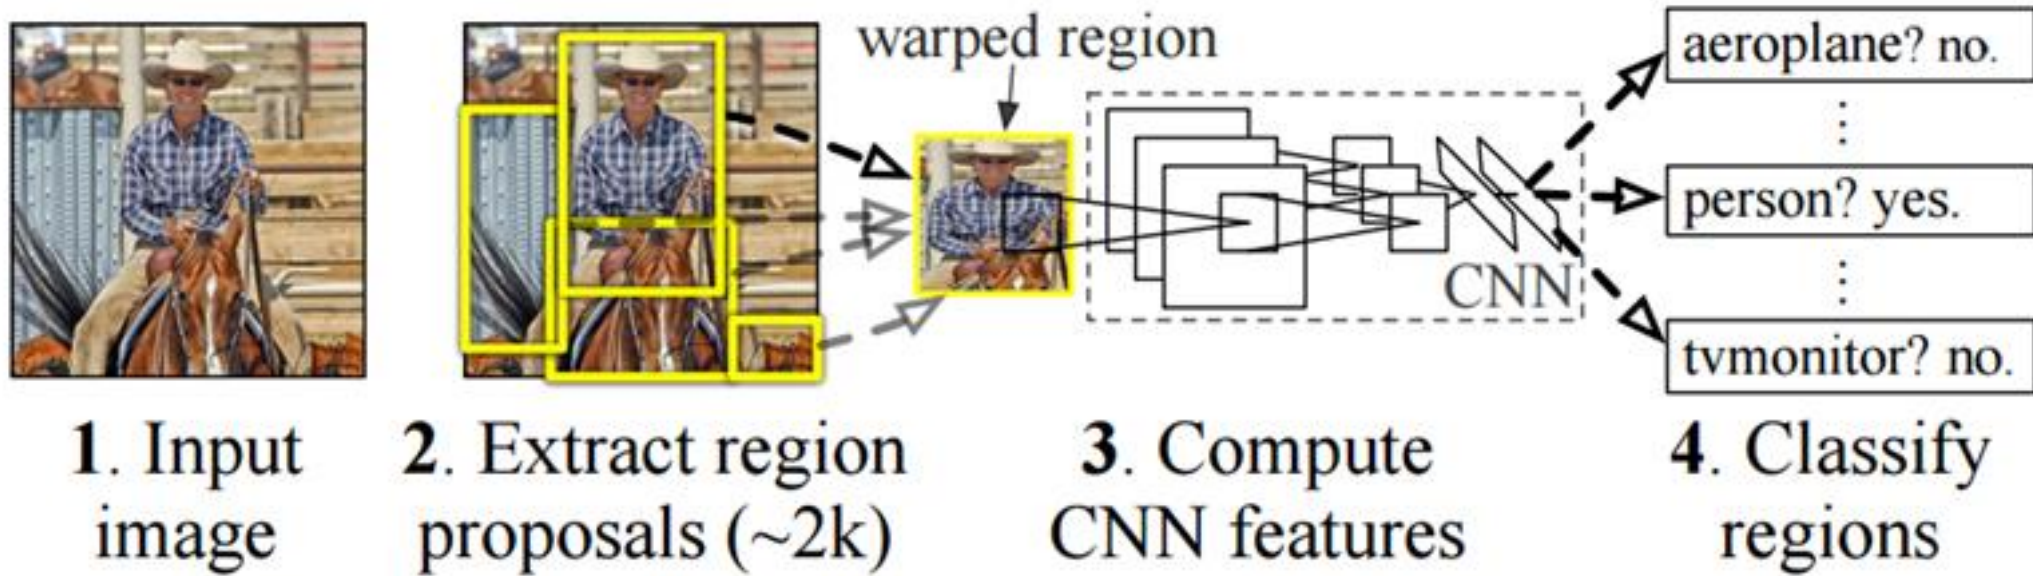 warped region
aeroplane? no.
person? yes.
CNN
tvmonitor? no.
1. Input
image
2. Extract region
proposals (~2k)
3. Compute
CNN features
4. Classify
regions